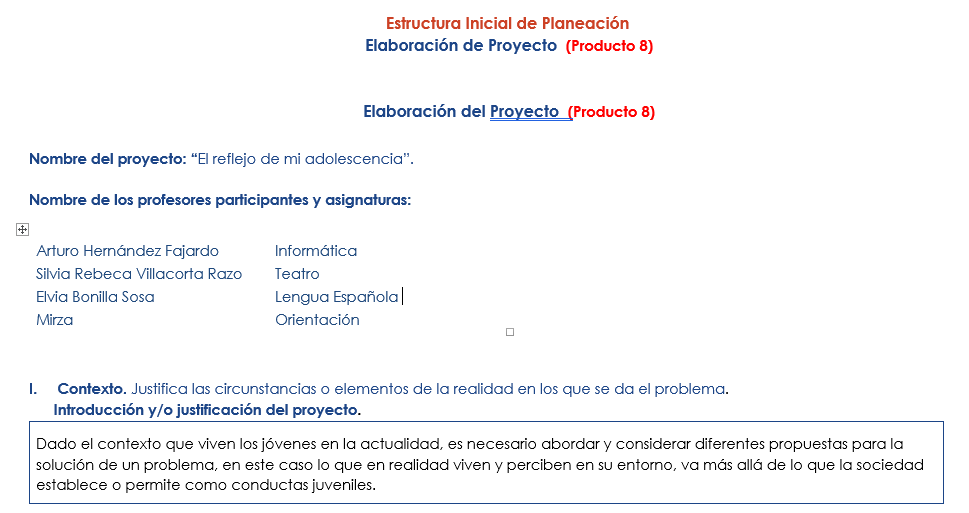 Estructura Inicial de Planeación
Elaboración de Proyecto (Producto 8)
Elaboración del Proyecto (Producto 8)
Nombre del proyecto: “El reflejo de mi adolescencia”.
Nombre de los profesores participantes y asignaturas:
Arturo Hernández Fajardo Informática
Silvia Rebeca Villacorta Razo Teatro
Elvia Bonilla Sosa Lengua Española
Mirza Orientación
I. Contexto. Justifica las circunstancias o elementos de la realidad en los que se da el problema.
Introducción y/o justificación del proyecto.
Dado el contexto que viven los jóvenes en la actualidad, es necesario abordar y considerar diferentes propuestas para la
solución de un problema, en este caso lo que en realidad viven y perciben en su entorno, va más allá de lo que la sociedad
establece o permite como conductas juveniles.